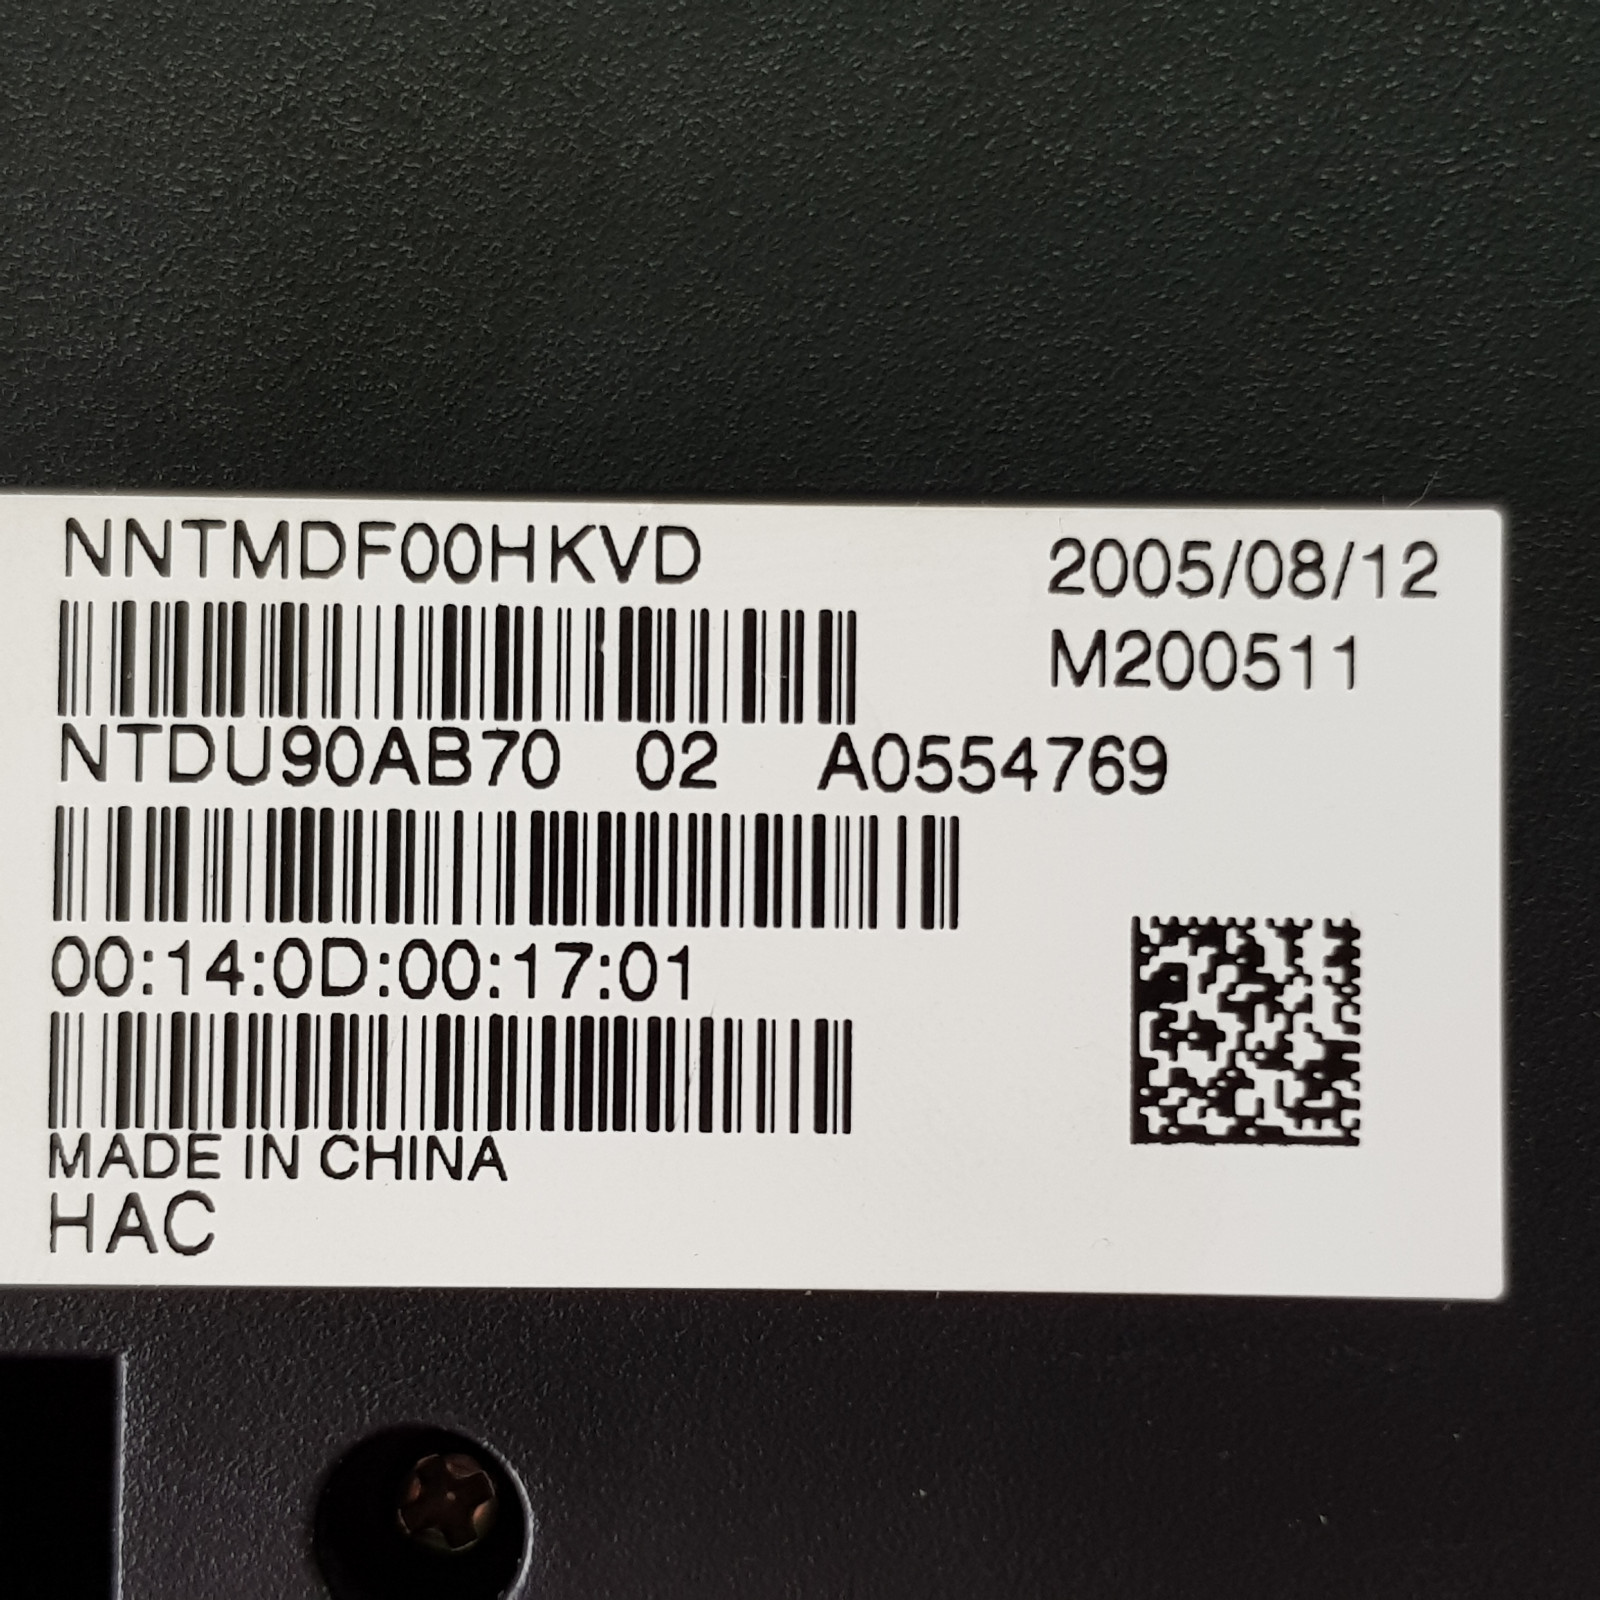 NNTMDF00HKVD
2005/08/12
M200511
NTDU90AB70 02 A0554769
00:14:0D:00:17:01
MADE IN CHINA
HAC